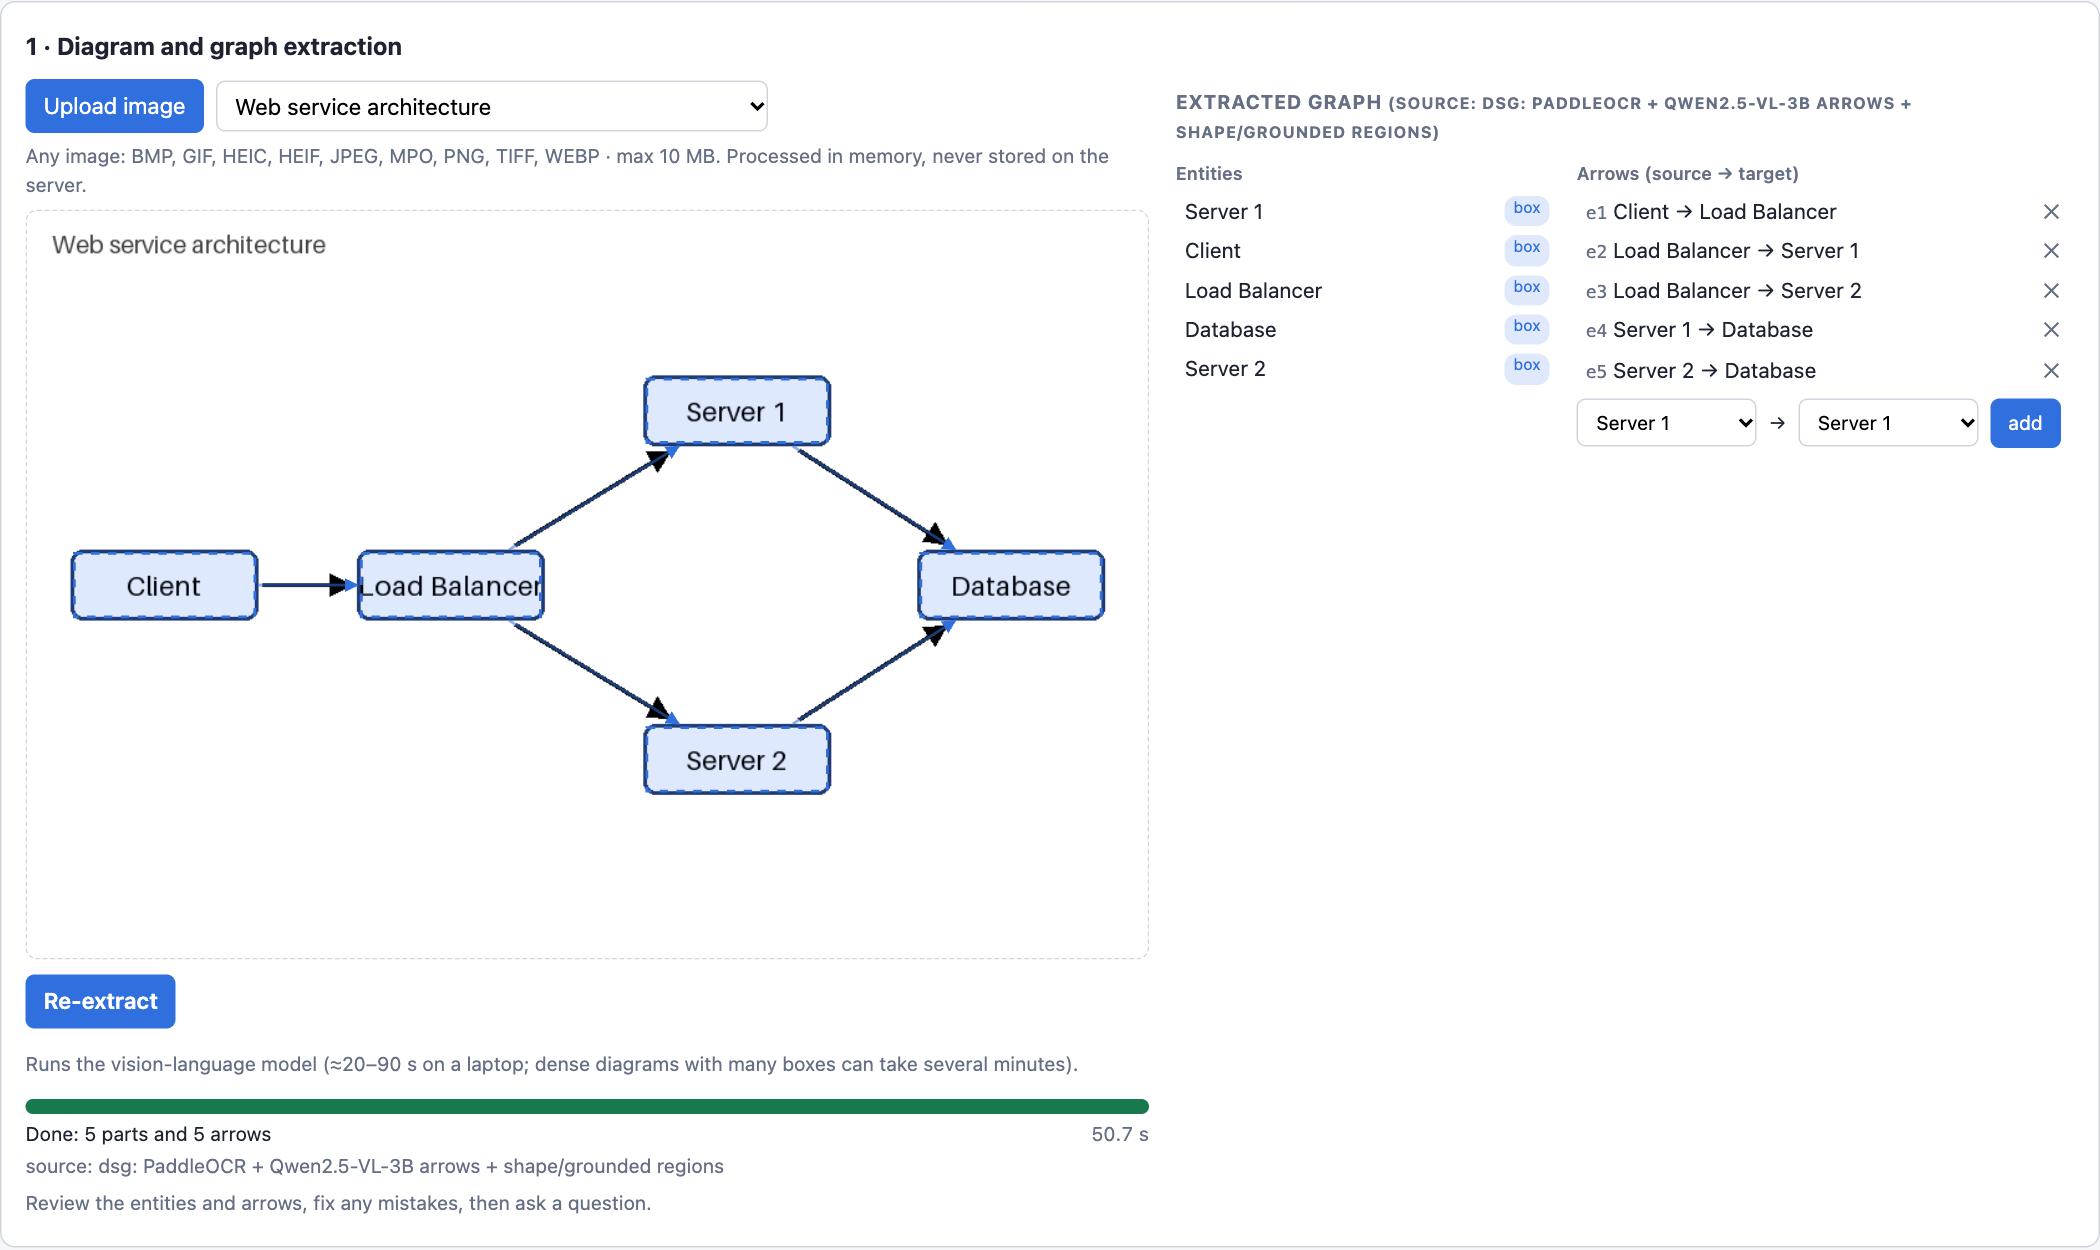 1 · Diagram and graph extraction
Upload image
Web service architecture
Any image: BMP, GIF, HEIC, HEIF, JPEG, MPO, PNG, TIFF, WEBP · max 10 MB. Processed in memory, never stored on the
server.
Web service architecture
Server 1
Client
Load Balancer
Database
Server 2
Re-extract
Runs the vision-language model (≈20–90 s on a laptop; dense diagrams with many boxes can take several minutes).
Done: 5 parts and 5 arrows
50.7 s
source: dsg: PaddleOCR + Qwen2.5-VL-3B arrows + shape/grounded regions
Review the entities and arrows, fix any mistakes, then ask a question.
EXTRACTED GRAPH (SOURCE: DSG: PADDLEOCR + QWEN2.5-VL-3B ARROWS +
SHAPE/GROUNDED REGIONS)
Entities
Server 1 box
Client box
Load Balancer box
Database box
Server 2 box
Arrows (source → target)
e1 Client → Load Balancer ×
e2 Load Balancer → Server 1 ×
e3 Load Balancer → Server 2 ×
e4 Server 1 → Database ×
e5 Server 2 → Database ×
Server 1 → Server 1 add